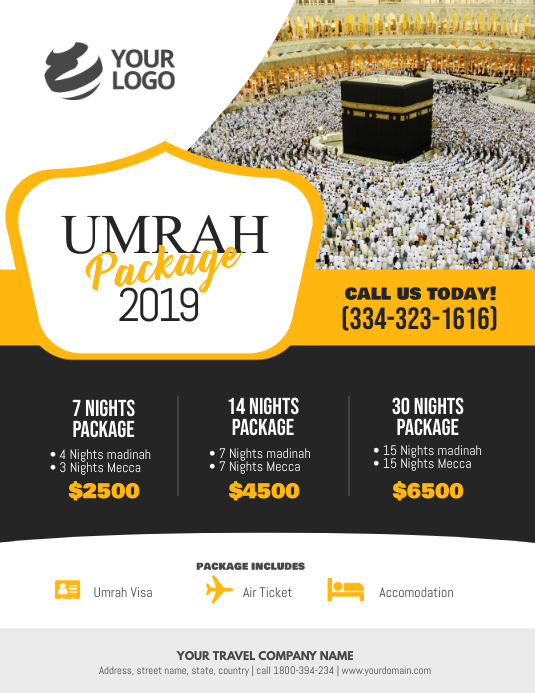 YOUR
LOGO
UMRAH
Package
2019
CALL US TODAY!
(334-323-1616)
7 NIGHTS
PACKAGE
• 4 Nights madinah
• 3 Nights Mecca
$2500
14 NIGHTS
PACKAGE
• 7 Nights madinah
• 7 Nights Mecca
$4500
30 NIGHTS
PACKAGE
• 15 Nights madinah
• 15 Nights Mecca
$6500
PACKAGE INCLUDES
Umrah Visa
Air Ticket
Accomodation
YOUR TRAVEL COMPANY NAME
Address, street name, state, country | call 1800-394-234 | www.yourdomain.com